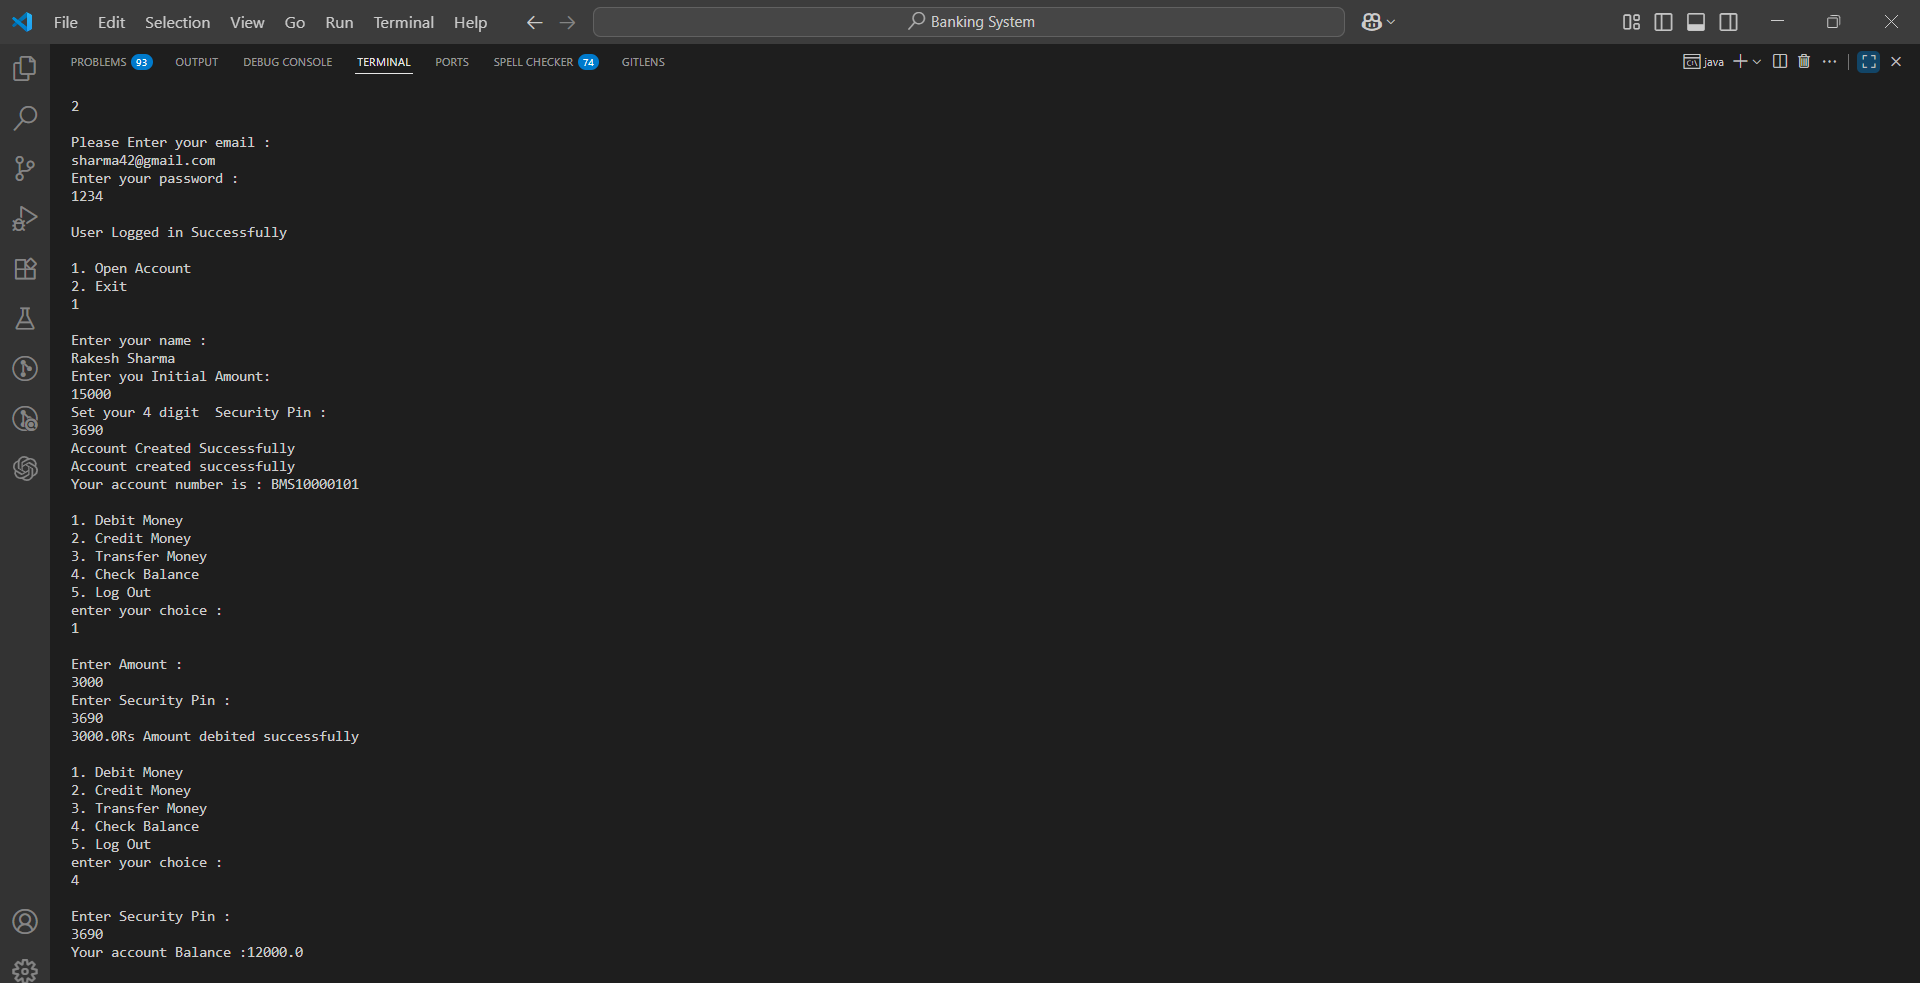 File Edit Selection View Go Run Terminal Help Banking System
PROBLEMS 93 OUTPUT DEBUG CONSOLE TERMINAL PORTS SPELL CHECKER 74 GITLENS java
2
Please Enter your email :
sharma42@gmail.com
Enter your password :
1234
User Logged in Successfully
1. Open Account
2. Exit
1
Enter your name :
Rakesh Sharma
Enter you Initial Amount:
15000
Set your 4 digit  Security Pin :
3690
Account Created Successfully
Account created successfully
Your account number is : BMS10000101
1. Debit Money
2. Credit Money
3. Transfer Money
4. Check Balance
5. Log Out
enter your choice :
1
Enter Amount :
3000
Enter Security Pin :
3690
3000.0Rs Amount debited successfully
1. Debit Money
2. Credit Money
3. Transfer Money
4. Check Balance
5. Log Out
enter your choice :
4
Enter Security Pin :
3690
Your account Balance :12000.0